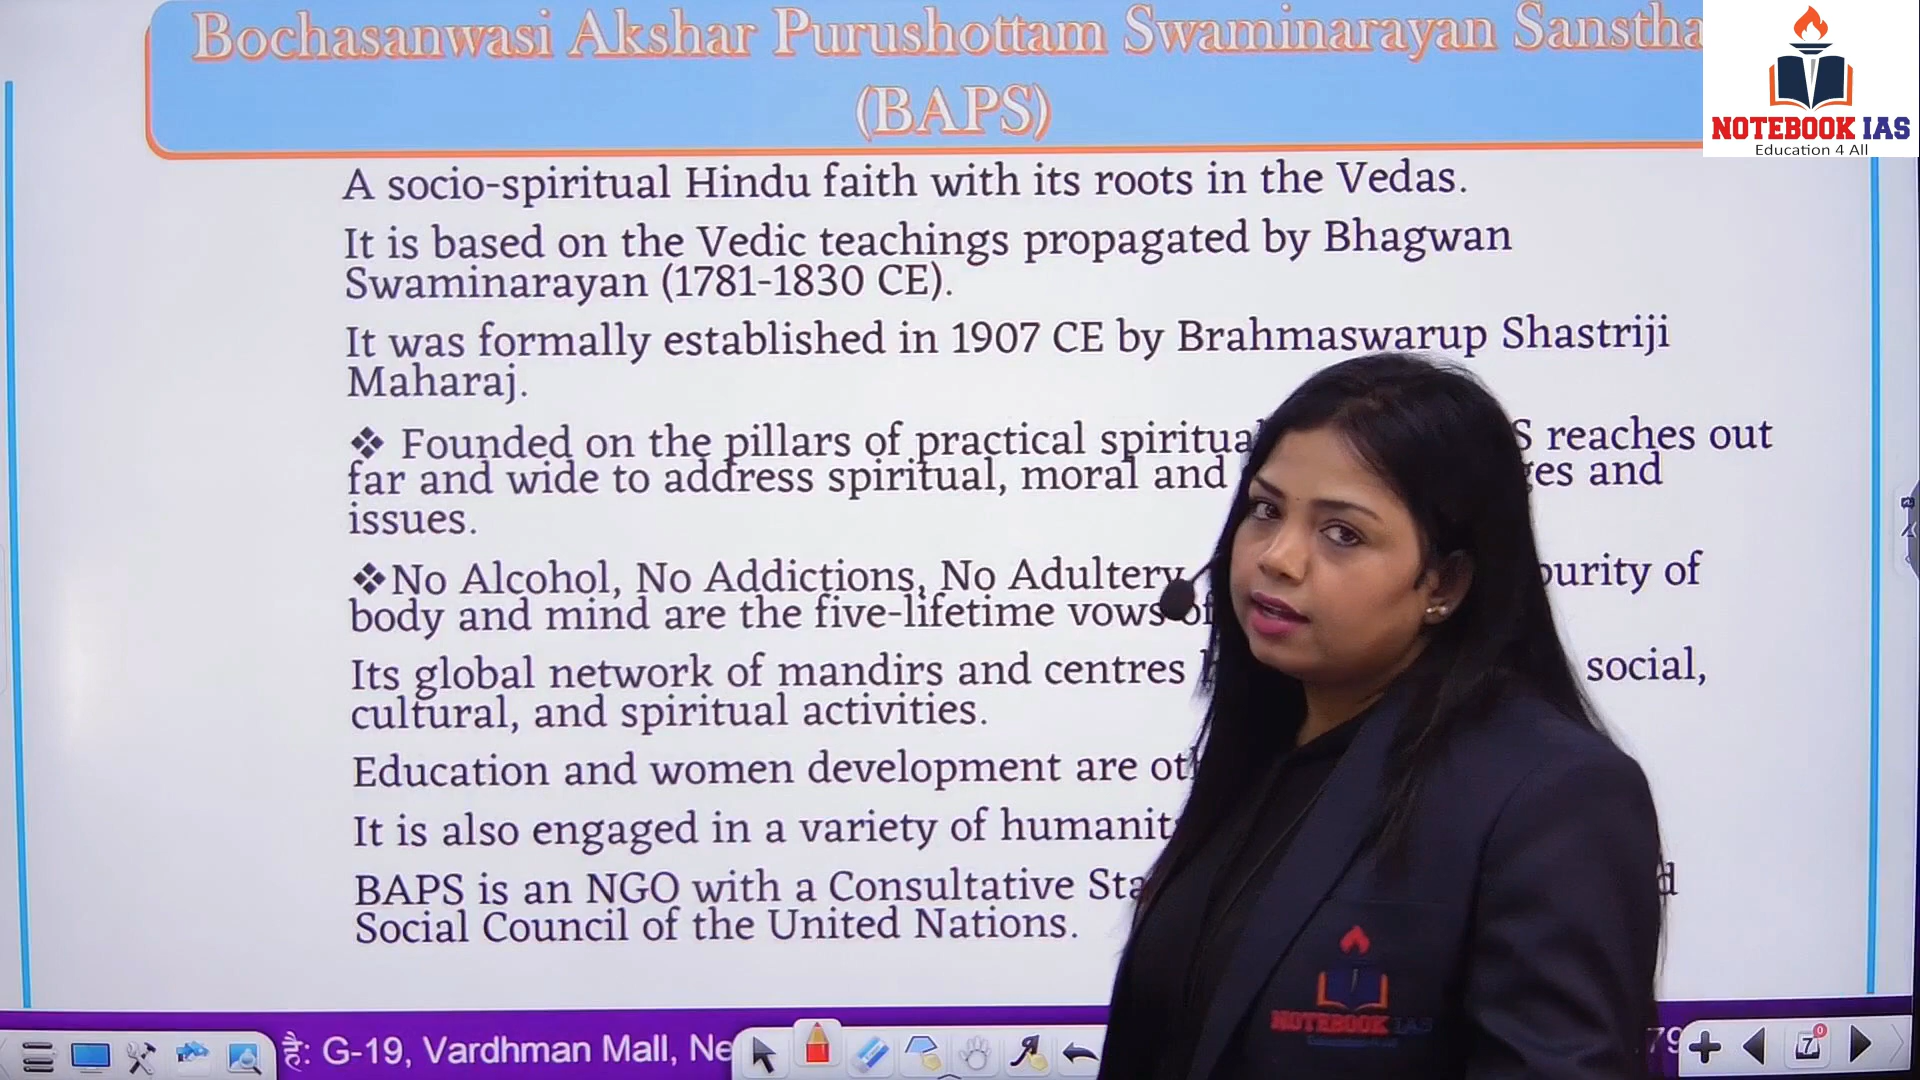 Bochasanwasi Akshar Purushottam Swaminarayan Sanstha
(BAPS)
NOTEBOOK IAS
Education 4 All
A socio-spiritual Hindu faith with its roots in the Vedas.
It is based on the Vedic teachings propagated by Bhagwan
Swaminarayan (1781-1830 CE).
It was formally established in 1907 CE by Brahmaswarup Shastriji
Maharaj.
❖ Founded on the pillars of practical reaches out
far and wide to address spiritual, moral and and
issues.
❖No Alcohol, No Addictions, No Adultery purity of
body and mind are the five-lifetime vows of
Its global network of mandirs and centres social,
cultural, and spiritual activities.
Education and women development are
It is also engaged in a variety of
BAPS is an NGO with a Consultative
Social Council of the United Nations.
NOTEBOOK IAS
है: G-19, Vardhman Mall,
7
0